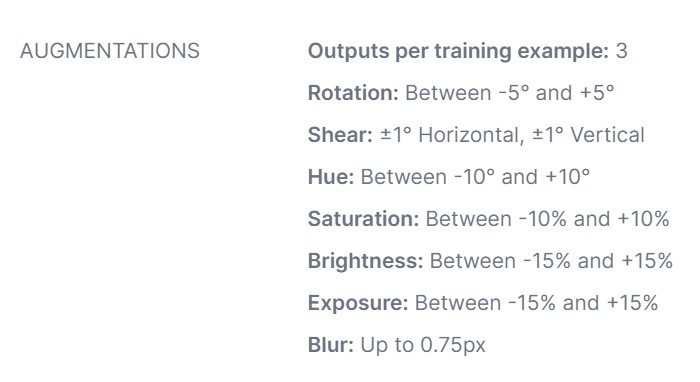 AUGMENTATIONS
Outputs per training example: 3
Rotation: Between -5° and +5°
Shear: ±1° Horizontal, ±1° Vertical
Hue: Between -10° and +10°
Saturation: Between -10% and +10%
Brightness: Between -15% and +15%
Exposure: Between -15% and +15%
Blur: Up to 0.75px